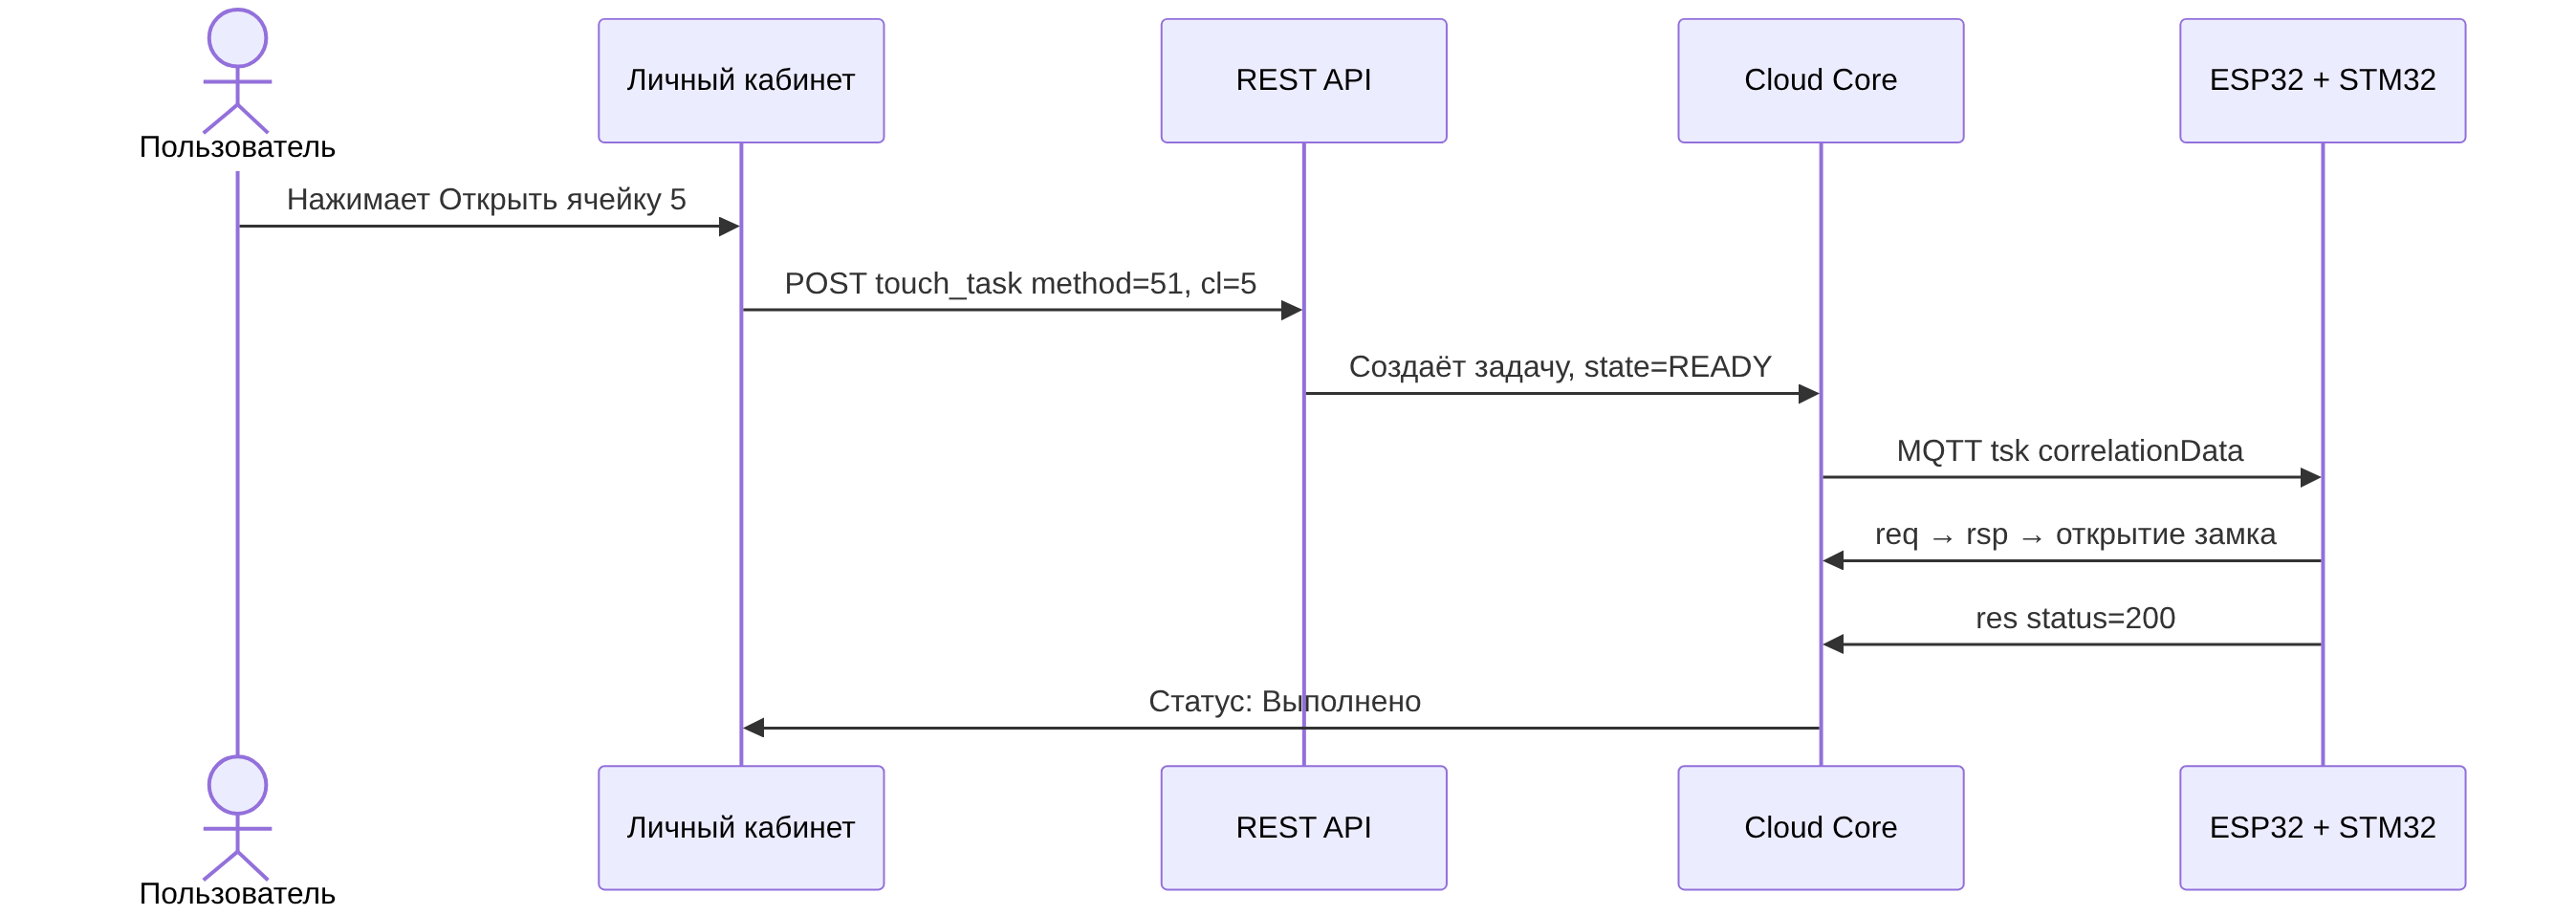 Пользователь
Личный кабинет
REST API
Cloud Core
ESP32 + STM32
Нажимает Открыть ячейку 5
POST touch_task method=51, cl=5
Создаёт задачу, state=READY
MQTT tsk correlationData
req → rsp → открытие замка
res status=200
Статус: Выполнено
Пользователь
Личный кабинет
REST API
Cloud Core
ESP32 + STM32